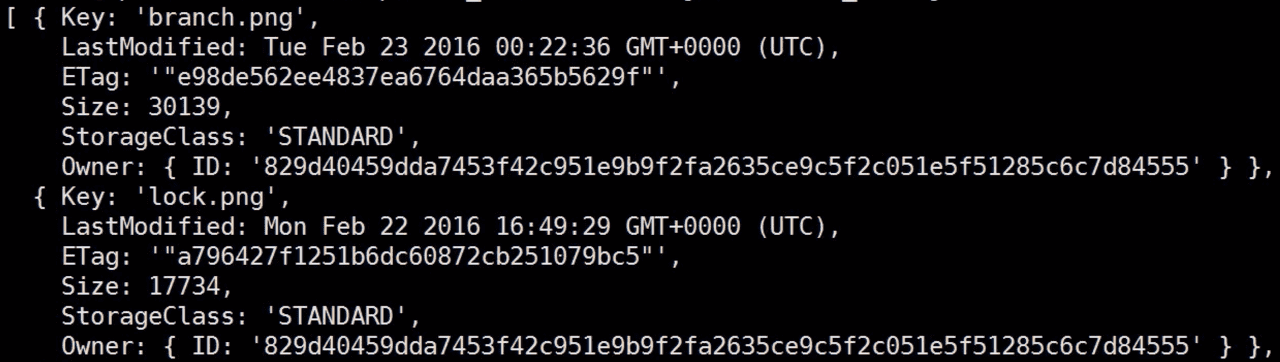 [ { Key: 'branch.png',
LastModified: Tue Feb 23 2016 00:22:36 GMT+0000 (UTC),
ETag: '"e98de562ee4837ea6764daa365b5629f"',
Size: 30139,
StorageClass: 'STANDARD',
Owner: { ID: '829d40459dda7453f42c951e9b9f2fa2635ce9c5f2c051e5f51285c6c7d84555' } },
{ Key: 'lock.png',
LastModified: Mon Feb 22 2016 16:49:29 GMT+0000 (UTC),
ETag: '"a796427f1251b6dc60872cb251079bc5"',
Size: 17734,
StorageClass: 'STANDARD',
Owner: { ID: '829d40459dda7453f42c951e9b9f2fa2635ce9c5f2c051e5f51285c6c7d84555' } },